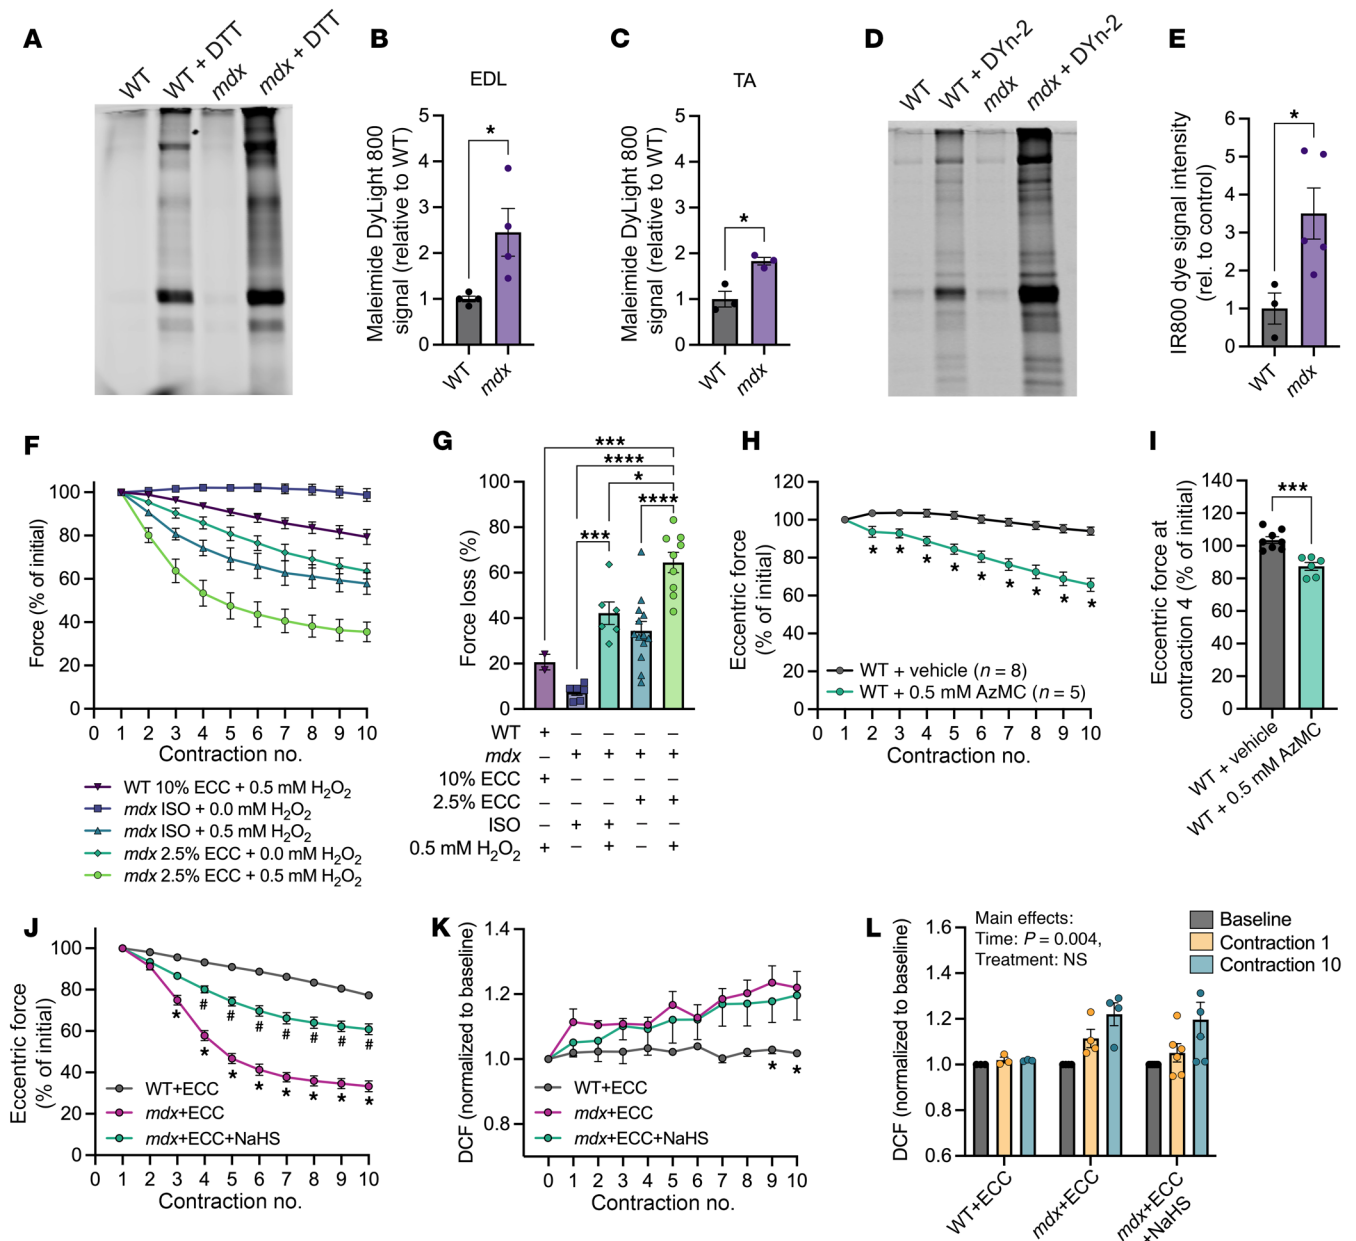 A
WT
WT + DTT
mdx
mdx + DTT
B
EDL
Maleimide DyLight 800
signal (relative to WT)
5
4
3
2
1
0
*
WT
mdx
C
TA
Maleimide DyLight 800
signal (relative to WT)
5
4
3
2
1
0
*
WT
mdx
D
WT
WT + DYn-2
mdx
mdx + DYn-2
E
IR800 dye signal intensity
(rel. to control)
6
5
4
3
2
1
0
*
WT
mdx
F
Force (% of initial)
100
80
60
40
20
0
0 1 2 3 4 5 6 7 8 9 10
Contraction no.
WT 10% ECC + 0.5 mM H2O2
mdx ISO + 0.0 mM H2O2
mdx ISO + 0.5 mM H2O2
mdx 2.5% ECC + 0.0 mM H2O2
mdx 2.5% ECC + 0.5 mM H2O2
G
Force loss (%)
100
80
60
40
20
0
***
****
*
****
***
WT + – – – –
mdx – + + + +
10% ECC + – – – –
2.5% ECC – – – + +
ISO – + + – –
0.5 mM H2O2 + – + – +
H
Eccentric force
(% of initial)
120
100
80
60
40
20
0
* * * * * * * * *
WT + vehicle (n = 8)
WT + 0.5 mM AzMC (n = 5)
0 1 2 3 4 5 6 7 8 9 10
Contraction no.
I
Eccentric force at
contraction 4 (% of initial)
140
120
100
80
60
40
20
0
***
WT + vehicle
WT + 0.5 mM AzMC
J
Eccentric force
(% of initial)
100
80
60
40
20
0
# # # # # # #
* * * * * * * *
WT+ECC
mdx+ECC
mdx+ECC+NaHS
0 1 2 3 4 5 6 7 8 9 10
Contraction no.
K
DCF (normalized to baseline)
1.4
1.2
1.0
0.8
* *
WT+ECC
mdx+ECC
mdx+ECC+NaHS
0 1 2 3 4 5 6 7 8 9 10
Contraction no.
L
DCF (normalized to baseline)
1.6
1.4
1.2
1.0
0.8
0.6
Main effects:
Time: P = 0.004,
Treatment: NS
Baseline
Contraction 1
Contraction 10
WT+ECC
mdx+ECC
mdx+ECC
+NaHS